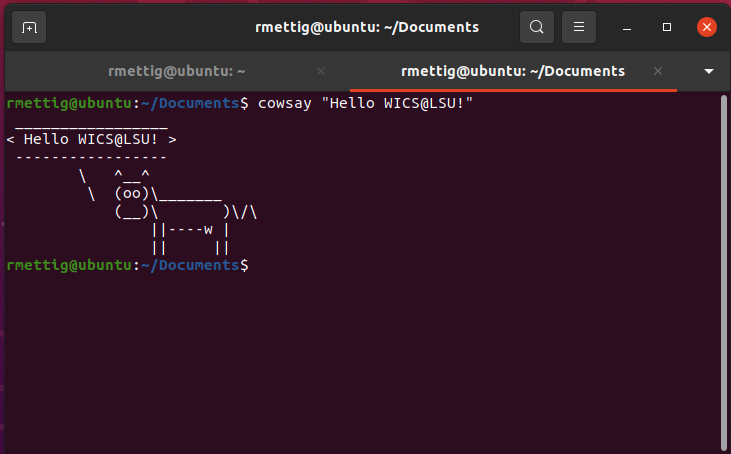 rmettig@ubuntu: ~/Documents
rmettig@ubuntu: ~
rmettig@ubuntu: ~/Documents
rmettig@ubuntu:~/Documents$ cowsay "Hello WICS@LSU!"
 _________________
< Hello WICS@LSU! >
 -----------------
        \   ^__^
         \  (oo)\_______
            (__)\       )\/\
                ||----w |
                ||     ||
rmettig@ubuntu:~/Documents$